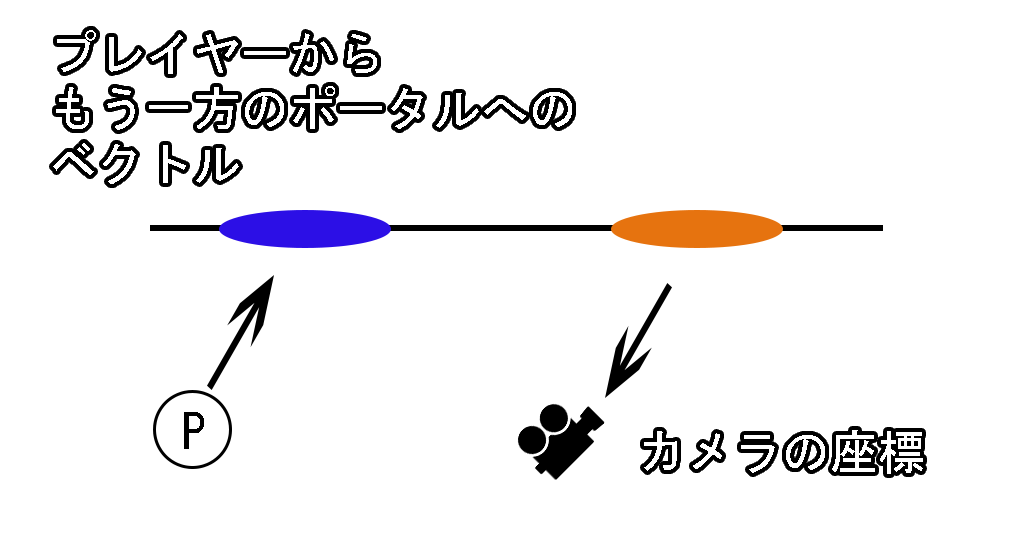 プレイヤーから
もう一方のポータルへの
ベクトル
P
カメラの座標